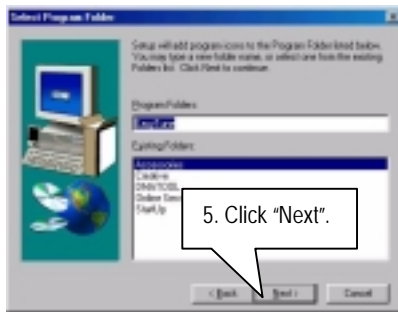 Select Program Folder
Setup will add program icons to the Program Folder listed below.
You may type a new folder name, or select one from the existing
Folders list. Click Next to continue.
Program Folders:
EasyTune
Existing Folders:
Accessories
Creative
StartUp
5. Click “Next”.
< Back
Next >
Cancel